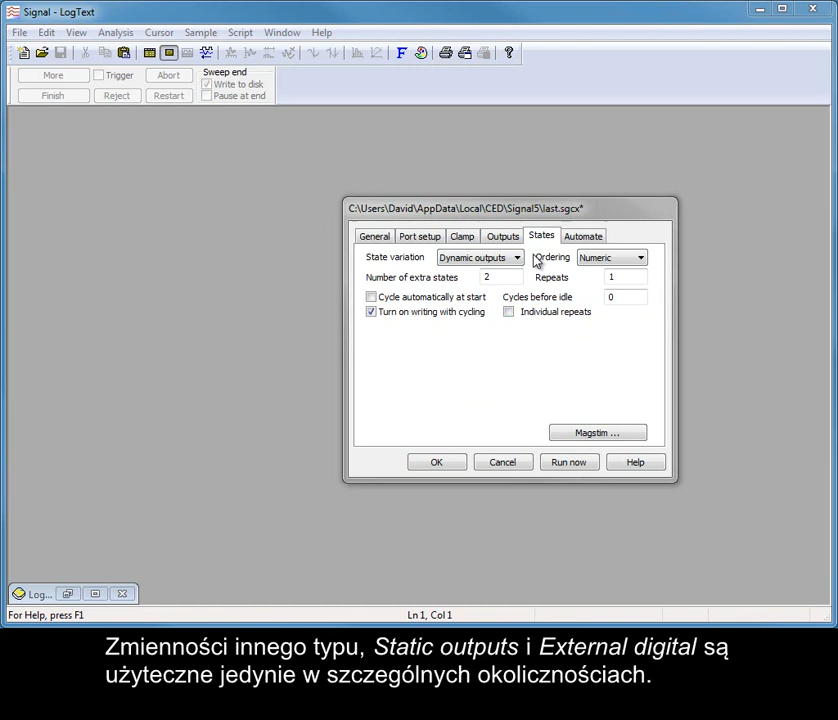 Signal - LogText
File Edit View Analysis Cursor Sample Script Window Help
More Trigger Abort Sweep end
Write to disk
Finish Reject Restart Pause at end
C:\Users\David\AppData\Local\CED\Signal5\last.sgcx*
General Port setup Clamp Outputs States Automate
State variation Dynamic outputs Ordering Numeric
Number of extra states 2 Repeats 1
Cycle automatically at start Cycles before idle 0
Turn on writing with cycling Individual repeats
Magstim ...
OK Cancel Run now Help
Log...
For Help, press F1 Ln 1, Col 1
Zmienności innego typu, Static outputs i External digital są
użyteczne jedynie w szczególnych okolicznościach.